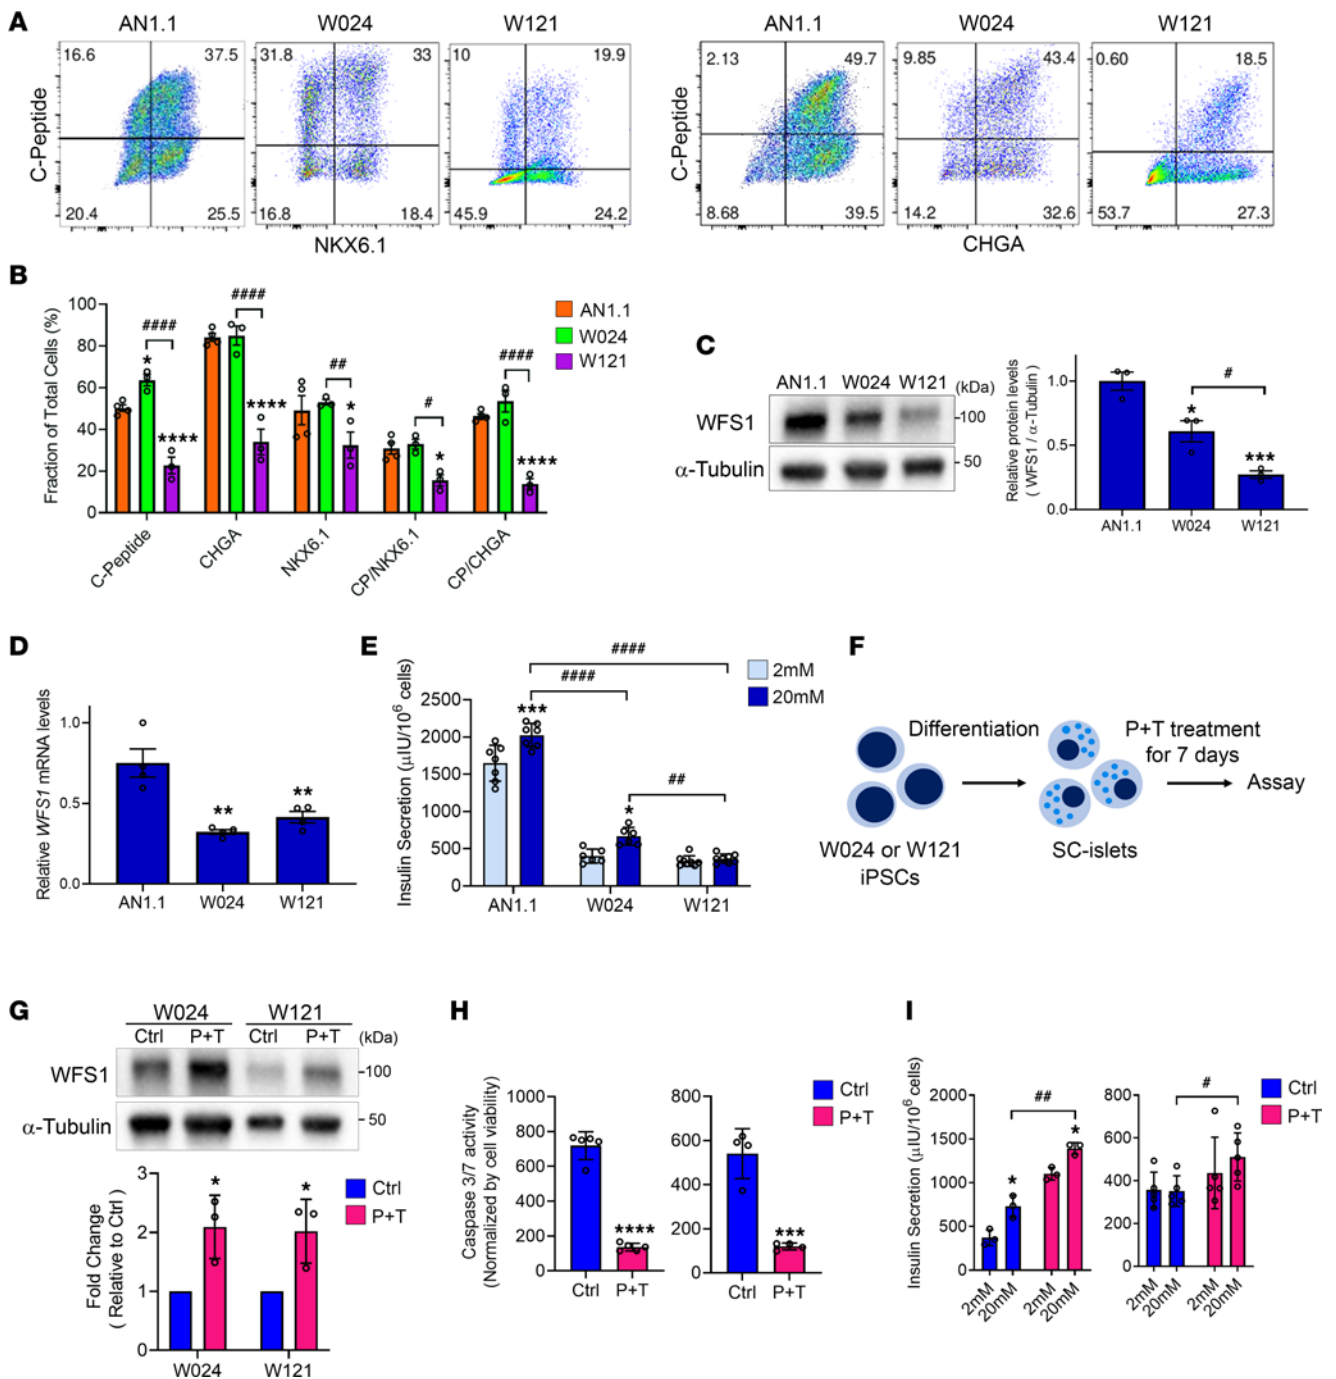 A
AN1.1 W024 W121
C-Peptide
16.6 37.5 31.8 33 10 19.9
20.4 25.5 16.8 18.4 45.9 24.2
NKX6.1
C-Peptide
2.13 49.7 9.85 43.4 0.60 18.5
8.68 39.5 14.2 32.6 53.7 27.3
CHGA
B
Fraction of Total Cells (%)
100
80
60
40
20
0
#### #### ## # ####
* **** **** * * ****
AN1.1
W024
W121
C-Peptide CHGA NKX6.1 CP/NKX6.1 CP/CHGA
C
AN1.1 W024 W121 (kDa)
WFS1 100
α-Tubulin 50
Relative protein levels
( WFS1 / α-Tubulin )
1.0
0.5
0.0
#
* ***
AN1.1 W024 W121
D
Relative WFS1 mRNA levels
1.0
0.5
0.0
** **
AN1.1 W024 W121
E
Insulin Secretion (μIU/10⁶ cells)
2500
2000
1500
1000
500
0
####
####
##
*** *
2mM
20mM
AN1.1 W024 W121
F
Differentiation
P+T treatment
for 7 days
Assay
W024 or W121
iPSCs
SC-islets
G
W024 W121
Ctrl P+T Ctrl P+T (kDa)
WFS1 100
α-Tubulin 50
Fold Change
( Relative to Ctrl )
3
2
1
0
* *
Ctrl
P+T
W024 W121
H
Caspase 3/7 activity
(Normalized by cell viability)
1000
800
600
400
200
0
****
Ctrl P+T
800
600
400
200
0
***
Ctrl P+T
Ctrl
P+T
I
Insulin Secretion (μIU/10⁶ cells)
2000
1500
1000
500
0
##
* *
2mM 20mM 2mM 20mM
800
600
400
200
0
#
2mM 20mM 2mM 20mM
Ctrl
P+T